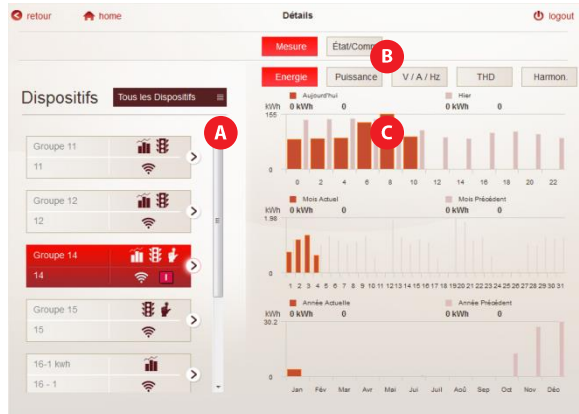 retour home Détails logout
Mesure État/Comm B
Energie Puissance V / A / Hz THD Harmon.
Dispositifs Tous les Dispositifs
A
Aujourd'hui Hier
kWh 0 kWh 0 0 kWh 0
155
C
0
0 2 4 6 8 10 12 14 16 18 20 22
Groupe 11
11
Groupe 12
12
Groupe 14
14 I
Groupe 15
15
16-1 kwh
16 - 1
Mois Actuel Mois Précédent
kWh 0 kWh 0 0 kWh 0
1.98
0
1 2 3 4 5 6 7 8 9 10 11 12 13 14 15 16 17 18 19 20 21 22 23 24 25 26 27 28 29 30 31
Année Actuelle Année Précédent
kWh 0 kWh 0 0 kWh 0
30.2
0
Jan Fév Mar Avr Mai Jui Juil Aoû Sep Oct Nov Déc